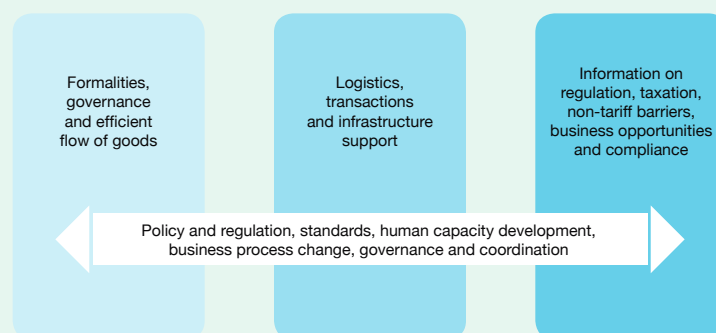 Formalities,
governance
and efficient
flow of goods
Logistics,
transactions
and infrastructure
support
Information on
regulation, taxation,
non-tariff barriers,
business opportunities
and compliance
Policy and regulation, standards, human capacity development,
business process change, governance and coordination